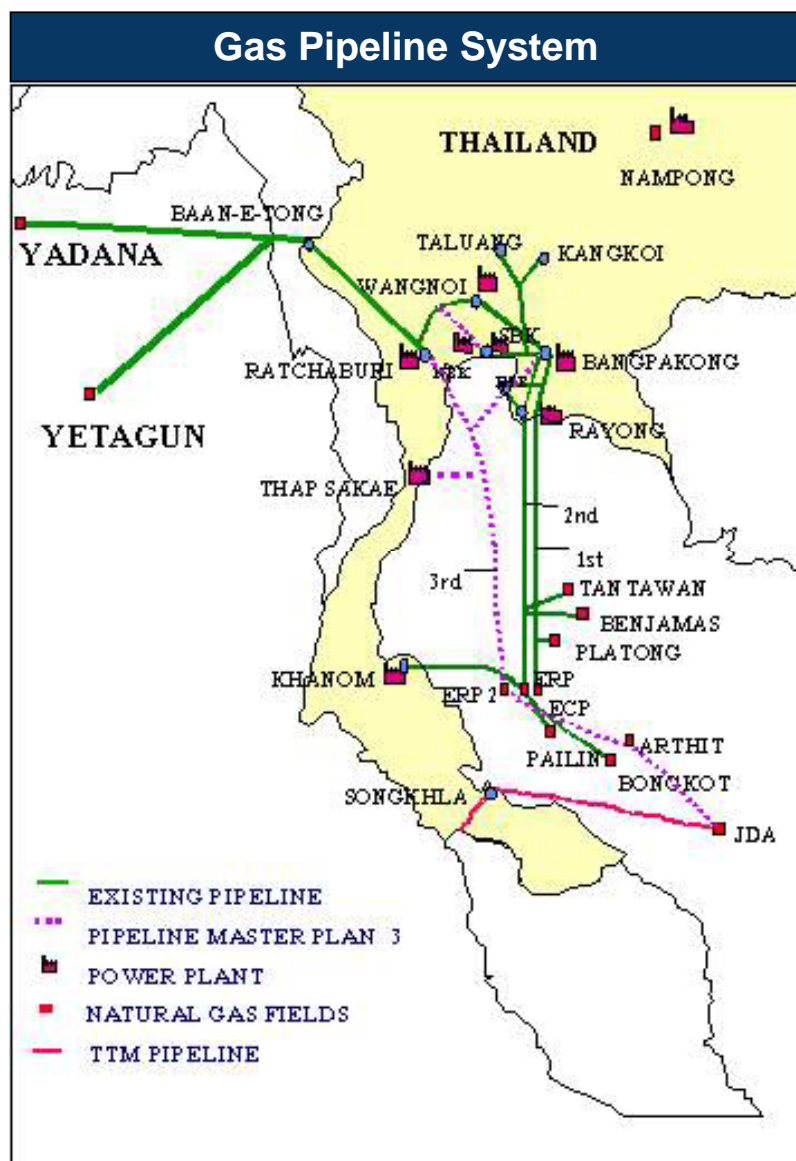 Gas Pipeline System
THAILAND
NAMPONG
BAAN-E-TONG
YADANA
TALUANG
KANGKOI
WANGNOI
SBK
RATCHABURI
BANGPAKONG
YETAGUN
RAYONG
THAP SAKAE
2nd
1st
3rd
TAN TAWAN
BENJAMAS
PLATONG
KHANOM
ERP 2
ERP
ECP
ARTHIT
PAILIN
BONGKOT
SONGKHLA
JDA
EXISTING PIPELINE
PIPELINE MASTER PLAN 3
POWER PLANT
NATURAL GAS FIELDS
TTM PIPELINE